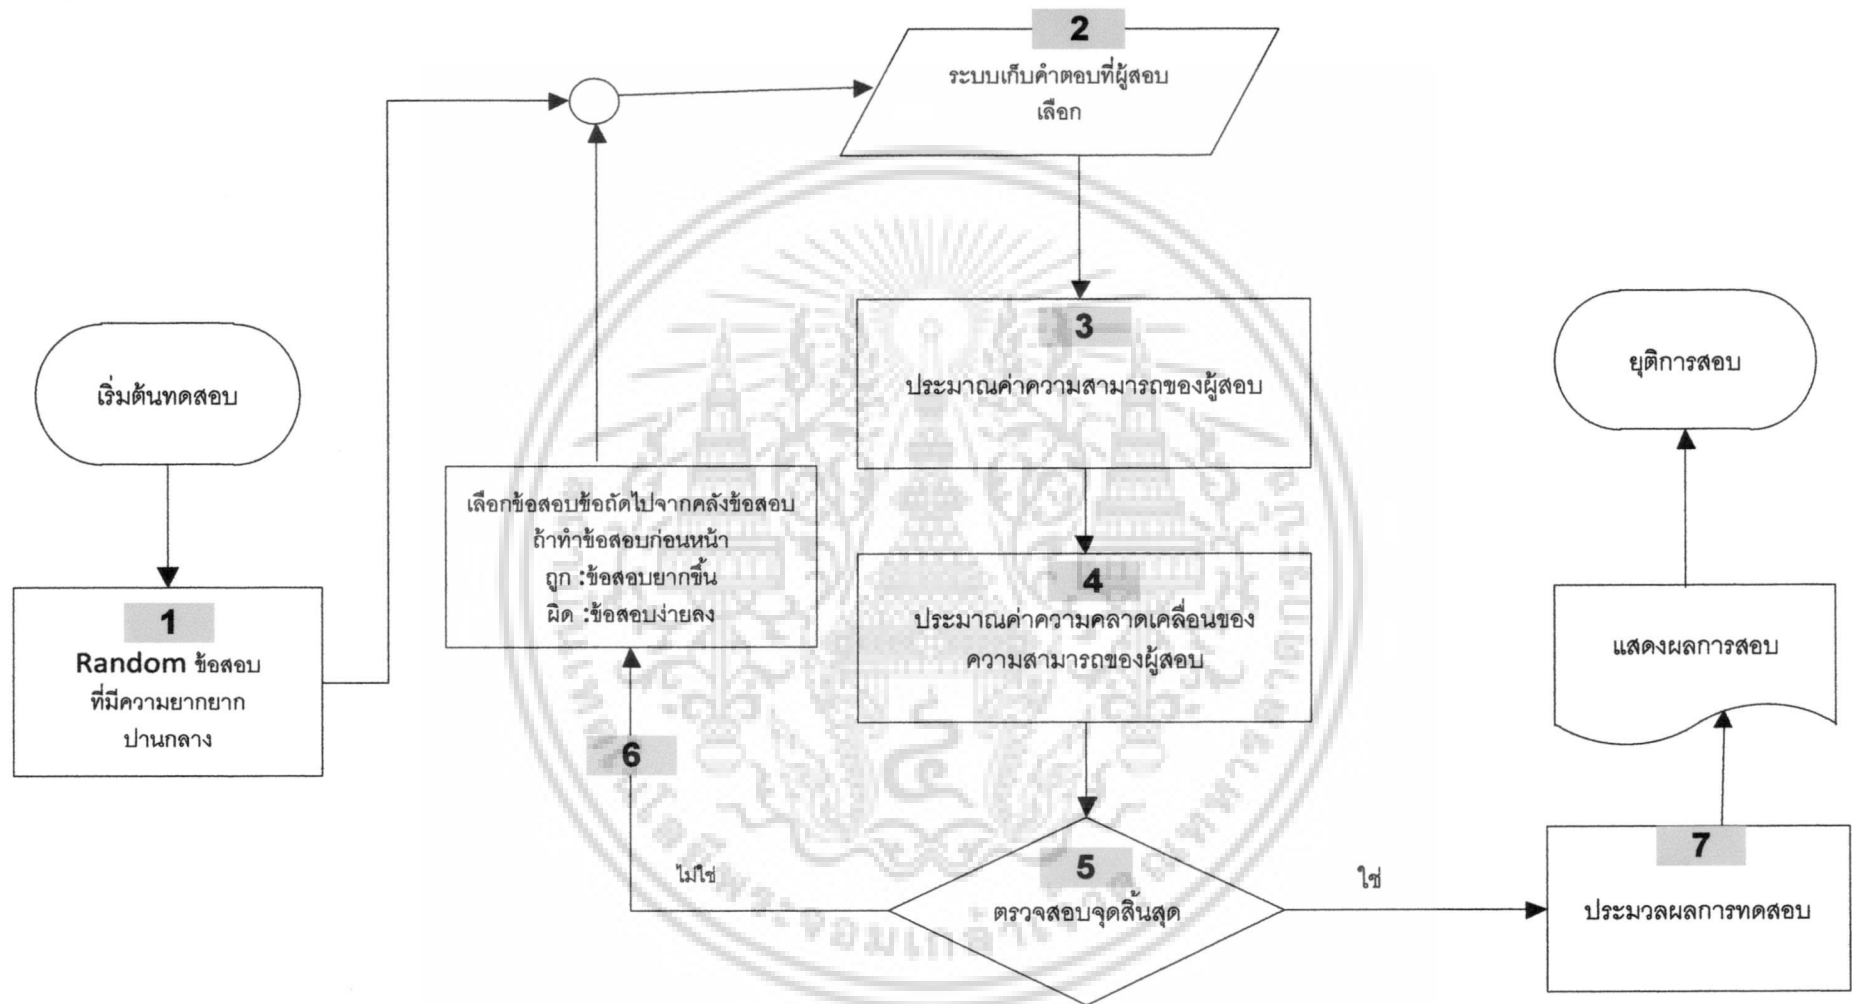 เริ่มต้นทดสอบ
1
Random ข้อสอบ
ที่มีความยากยาก
ปานกลาง
2
ระบบเก็บคำตอบที่ผู้สอบ
เลือก
3
ประมาณค่าความสามารถของผู้สอบ
4
ประมาณค่าความคลาดเคลื่อนของ
ความสามารถของผู้สอบ
5
ตรวจสอบจุดสิ้นสุด
ไม่ใช่
6
เลือกข้อสอบข้อถัดไปจากคลังข้อสอบ
ถ้าทำข้อสอบก่อนหน้า
ถูก :ข้อสอบยากขึ้น
ผิด :ข้อสอบง่ายลง
ใช่
7
ประมวลผลการทดสอบ
แสดงผลการสอบ
ยุติการสอบ